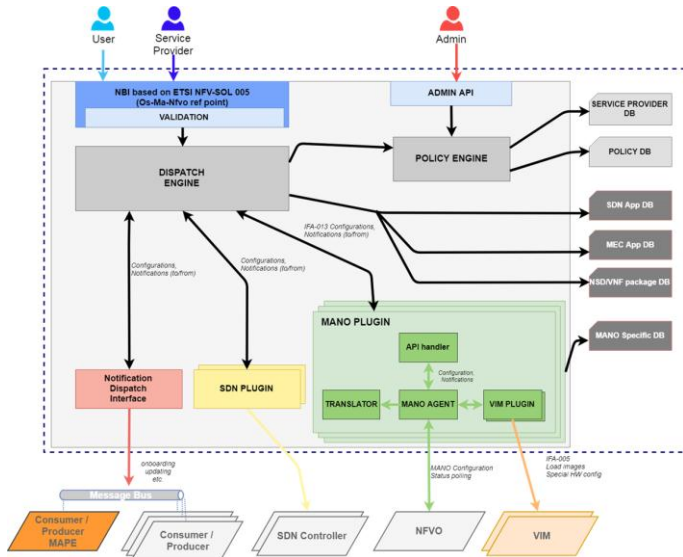 User
Service
Provider
Admin
NBI based on ETSI NFV-SOL 005
(Os-Ma-Nfvo ref point)
VALIDATION
ADMIN API
SERVICE PROVIDER
DB
DISPATCH
ENGINE
POLICY ENGINE
POLICY DB
SDN App DB
IFA-013 Configurations,
Notifications (to/from)
Configurations,
Notifications (to/from)
Configurations,
Notifications (to/from)
MEC App DB
NSD/VNF package DB
MANO PLUGIN
MANO Specific DB
API handler
Configuration,
Notifications
Notification
Dispatch
Interface
SDN PLUGIN
TRANSLATOR
MANO AGENT
VIM PLUGIN
onboarding
updating
etc
MANO Configuration
Status polling
IFA-005
Load images
Special HW config
Message Bus
Consumer /
Producer
MAPE
Consumer /
Producer
SDN Controller
NFVO
VIM